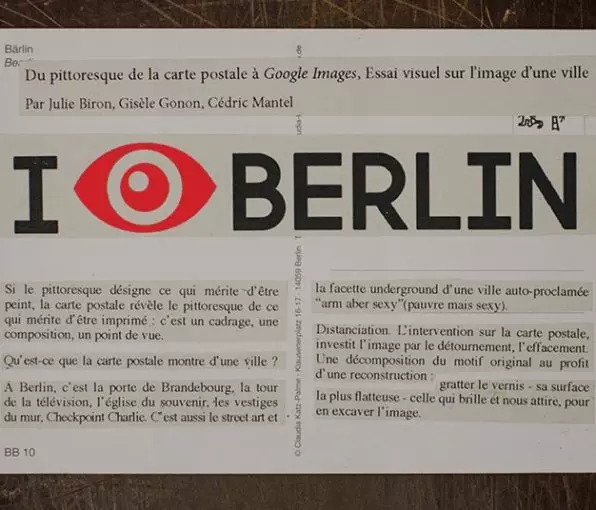 Bärlin
Du pittoresque de la carte postale à Google Images, Essai visuel sur l'image d'une ville
Par Julie Biron, Gisèle Gonon, Cédric Mantel
I BERLIN
Si le pittoresque désigne ce qui mérite d'être
peint, la carte postale révèle le pittoresque de ce
qui mérite d'être imprimé : c'est un cadrage, une
composition, un point de vue.
Qu'est-ce que la carte postale montre d'une ville ?
A Berlin, c'est la porte de Brandebourg, la tour
de la télévision, l'église du souvenir, les vestiges
du mur, Checkpoint Charlie. C'est aussi le street art et
BB 10
© Claudia Katz-Palme · Klausenerplatz 16-17 · 14059 Berlin
la facette underground d'une ville auto-proclamée
"arm aber sexy"(pauvre mais sexy).
Distanciation. L'intervention sur la carte postale,
investit l'image par le détournement, l'effacement.
Une décomposition du motif original au profit
d'une reconstruction :
gratter le vernis - sa surface
la plus flatteuse - celle qui brille et nous attire, pour
en excaver l'image.